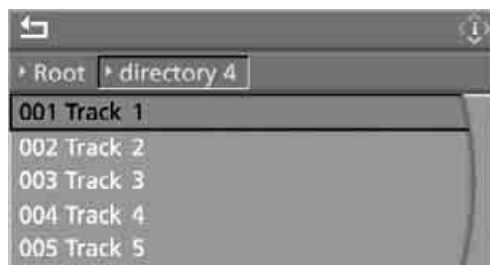 Root directory 4
001 Track 1
002 Track 2
003 Track 3
004 Track 4
005 Track 5